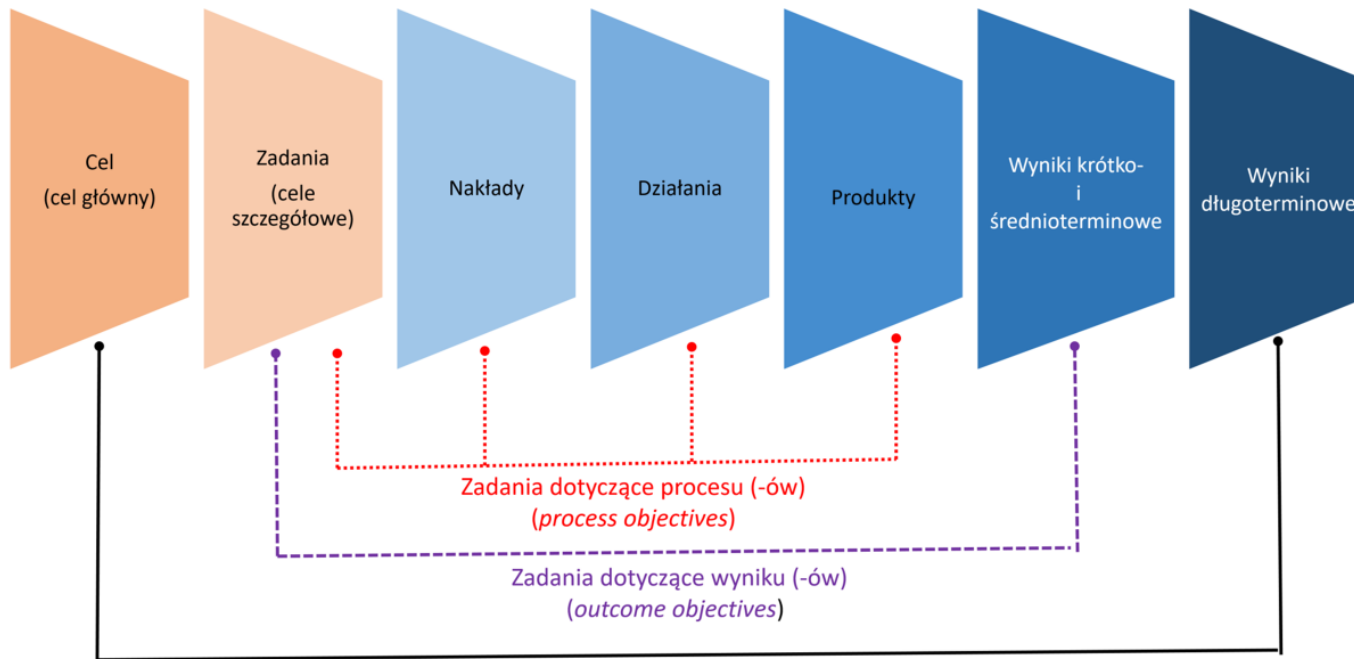 Cel
(cel główny)
Zadania
(cele
szczegółowe)
Nakłady
Działania
Produkty
Wyniki krótko-
i
średnioterminowe
Wyniki
długoterminowe
Zadania dotyczące procesu (-ów)
(process objectives)
Zadania dotyczące wyniku (-ów)
(outcome objectives)